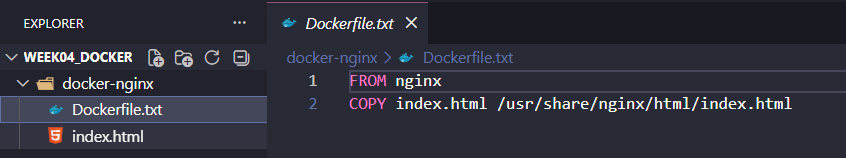 EXPLORER
WEEK04_DOCKER
docker-nginx
Dockerfile.txt
index.html
Dockerfile.txt
docker-nginx > Dockerfile.txt
1 FROM nginx
2 COPY index.html /usr/share/nginx/html/index.html